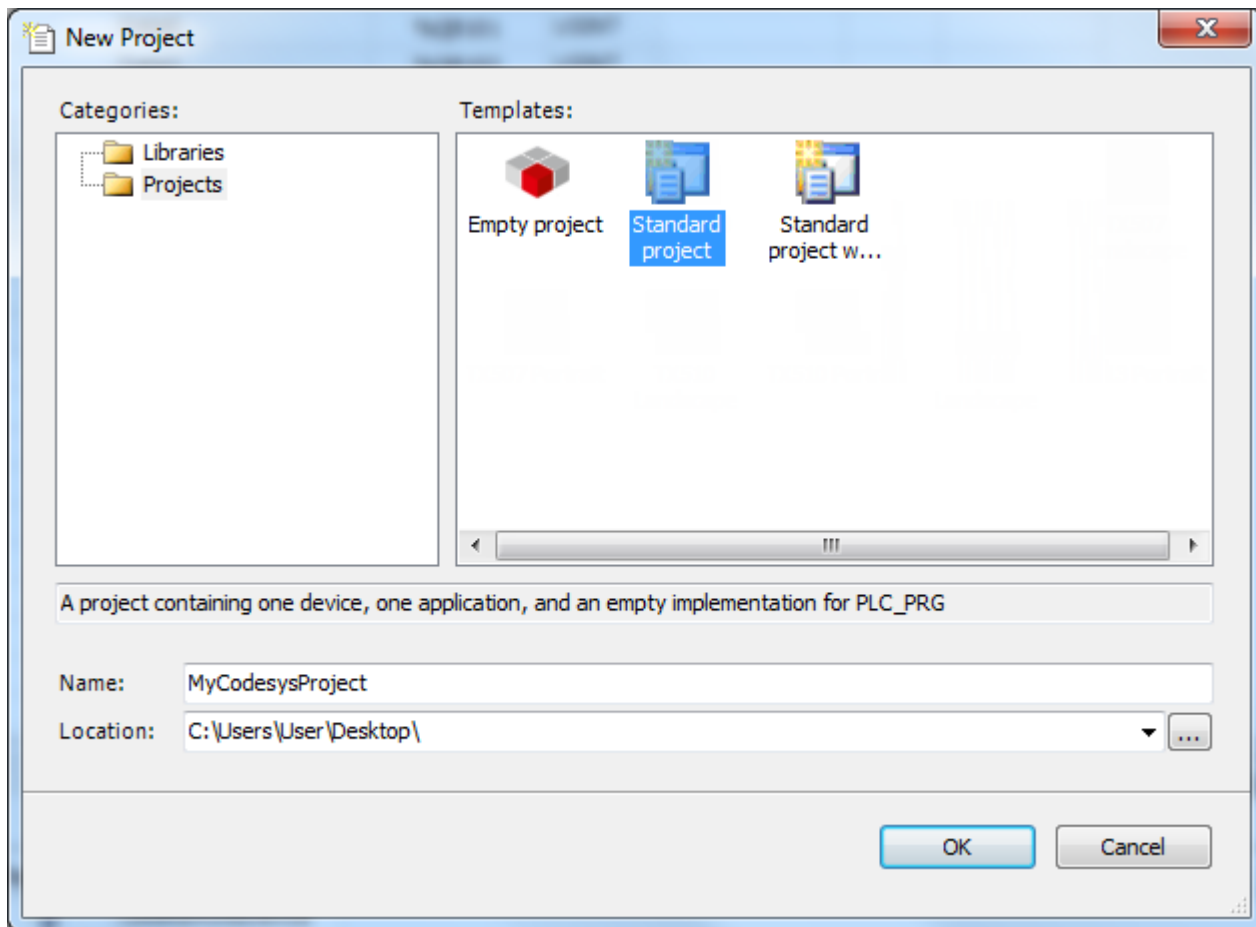 New Project
Categories:
Templates:
Libraries
Projects
Empty project
Standard
project
Standard
project w...
A project containing one device, one application, and an empty implementation for PLC_PRG
Name:
MyCodesysProject
Location:
C:\Users\User\Desktop\
...
OK
Cancel